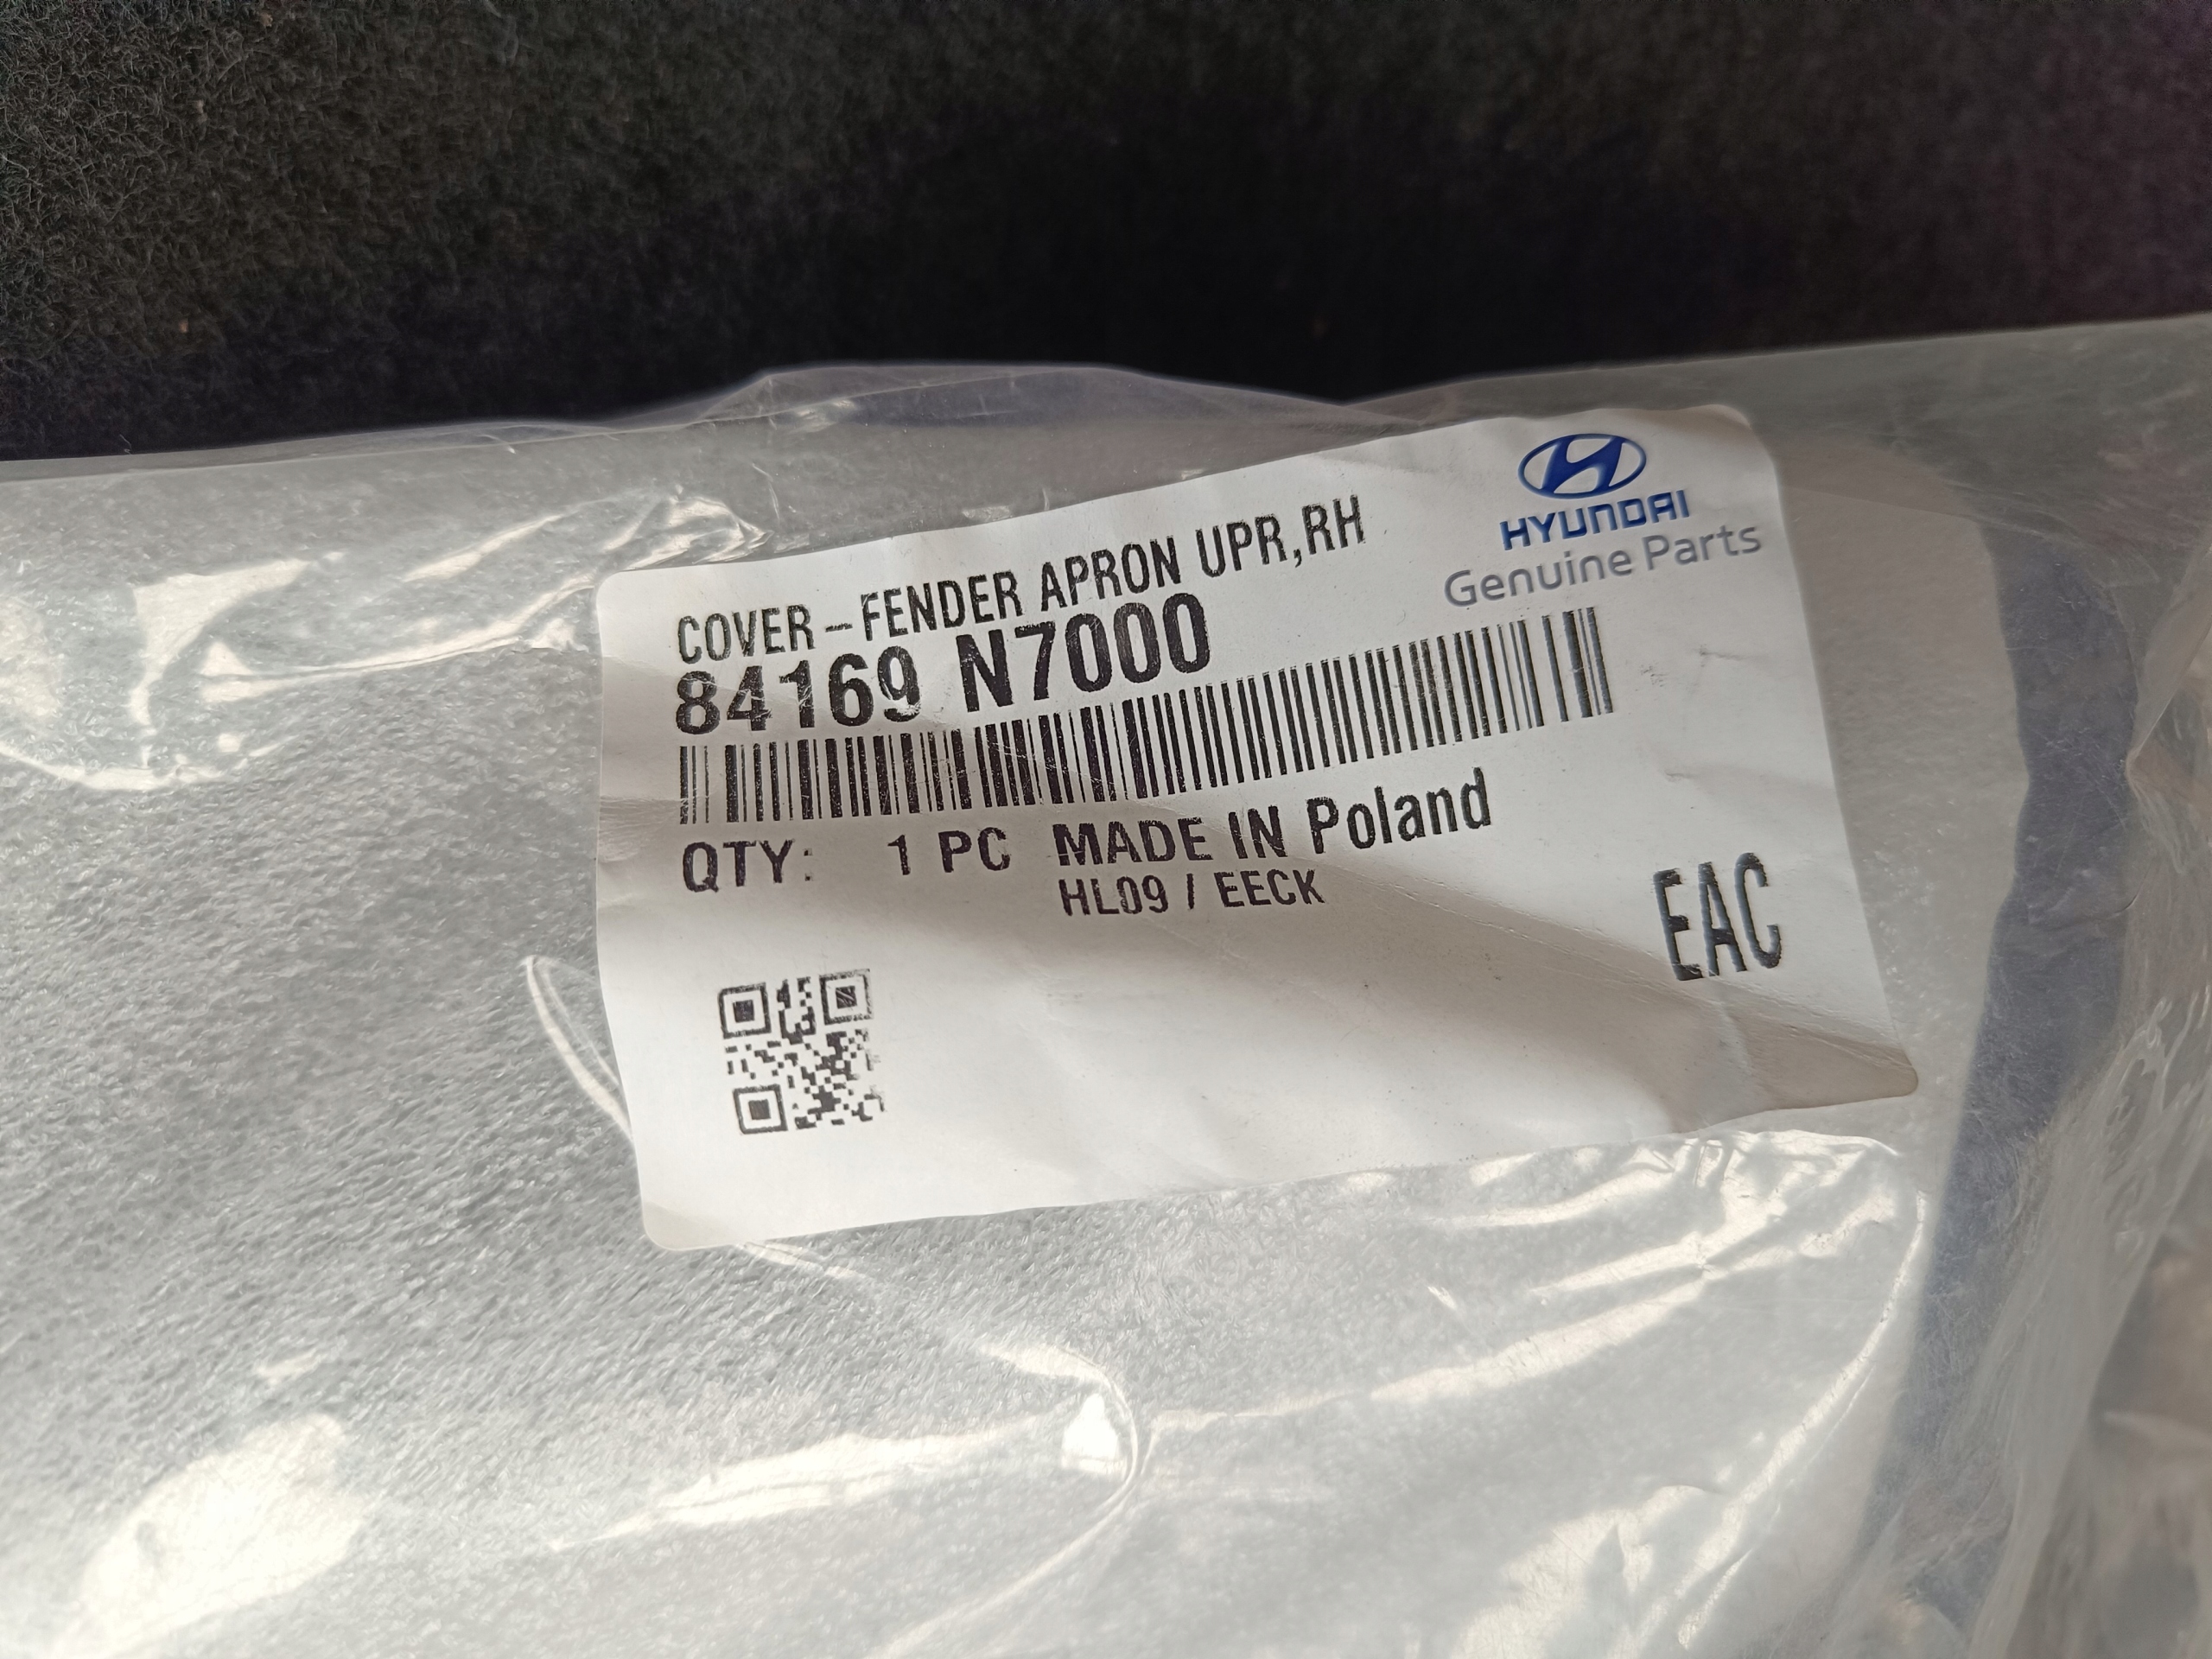 HYUNDAI
Genuine Parts
COVER-FENDER APRON UPR,RH
84169 N7000
QTY: 1 PC MADE IN Poland
HL09 / EECK
EAC